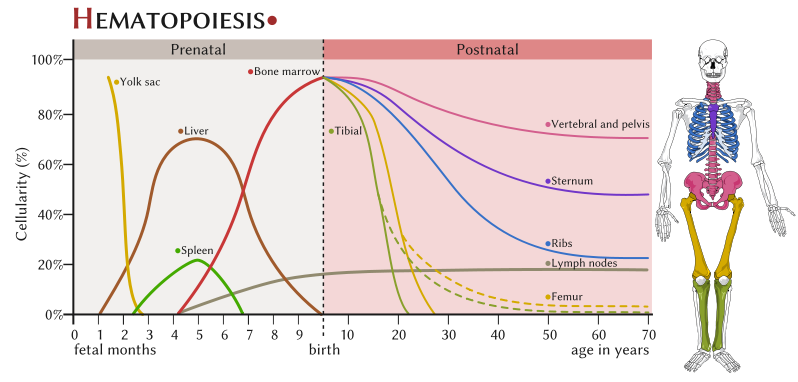 HEMATOPOIESIS
Prenatal Postnatal
100%
80%
60%
40%
20%
0%
Cellularity (%)
Yolk sac
Liver
Spleen
Bone marrow
Tibial
Vertebral and pelvis
Sternum
Ribs
Lymph nodes
Femur
0 1 2 3 4 5 6 7 8 9 10 20 30 40 50 60 70
fetal months birth age in years